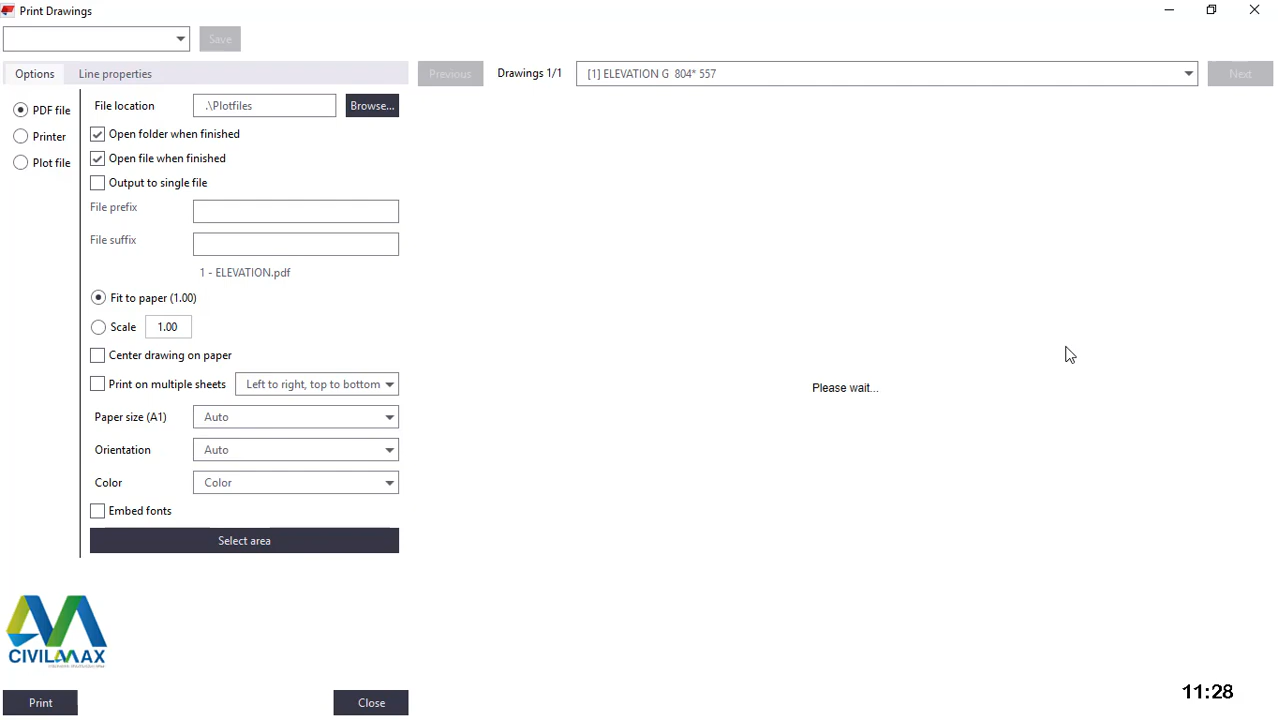 Print Drawings
Save
Options Line properties
Previous Drawings 1/1 [1] ELEVATION G 804* 557 Next
PDF file
Printer
Plot file
File location .\Plotfiles Browse...
Open folder when finished
Open file when finished
Output to single file
File prefix
File suffix
1 - ELEVATION.pdf
Fit to paper (1.00)
Scale 1.00
Center drawing on paper
Print on multiple sheets Left to right, top to bottom
Paper size (A1) Auto
Orientation Auto
Color Color
Embed fonts
Select area
Please wait...
CIVILMAX
Print Close
11:28